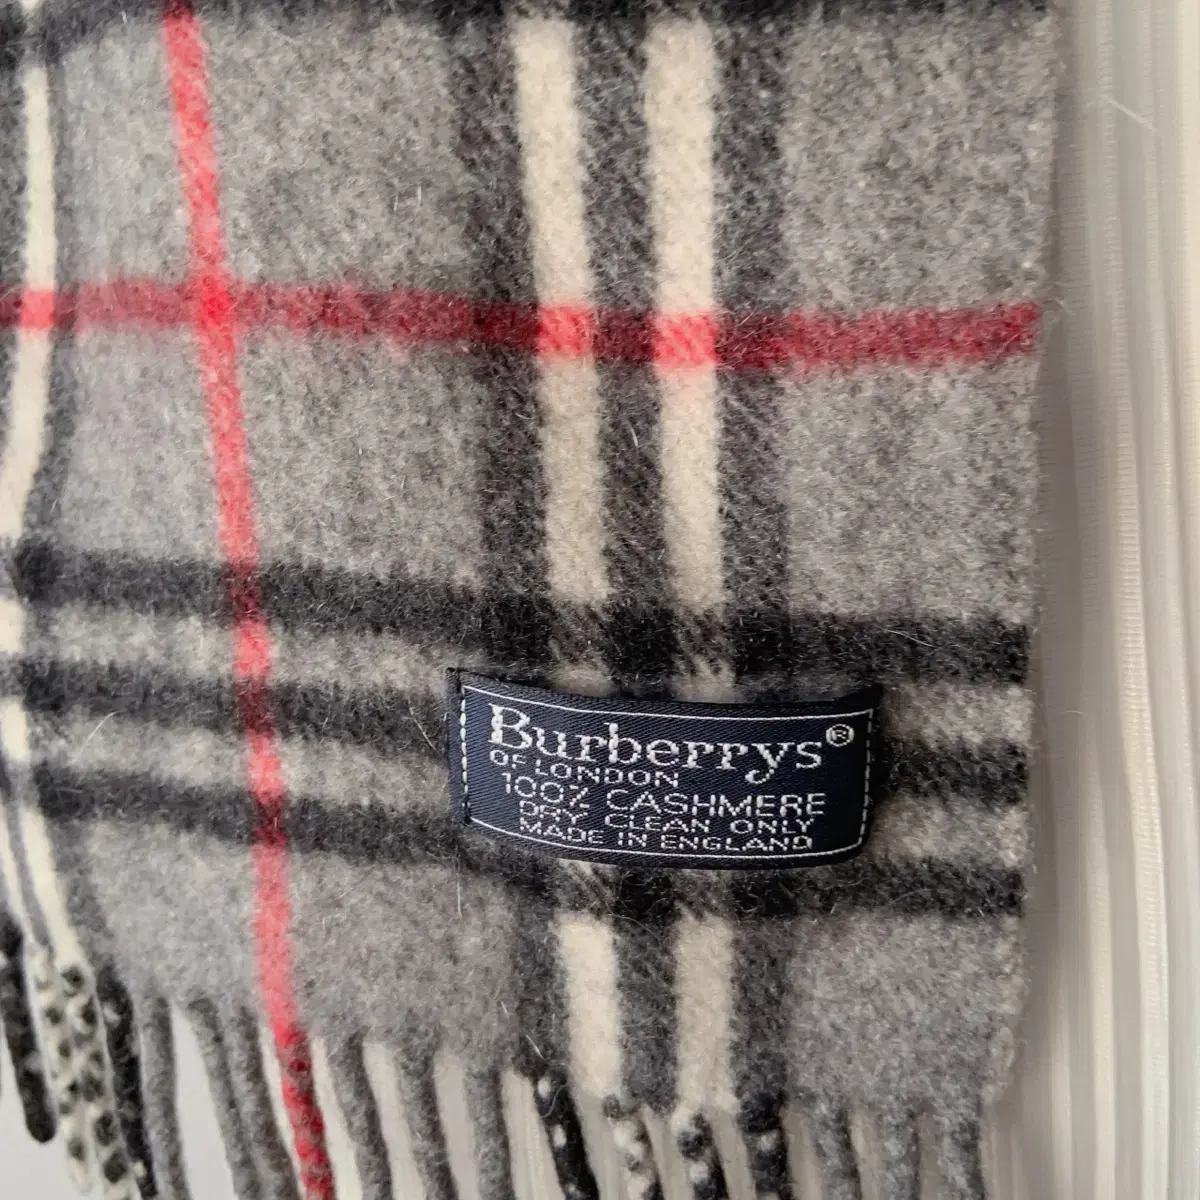 Burberrys®
OF LONDON
100% CASHMERE
DRY CLEAN ONLY
MADE IN ENGLAND